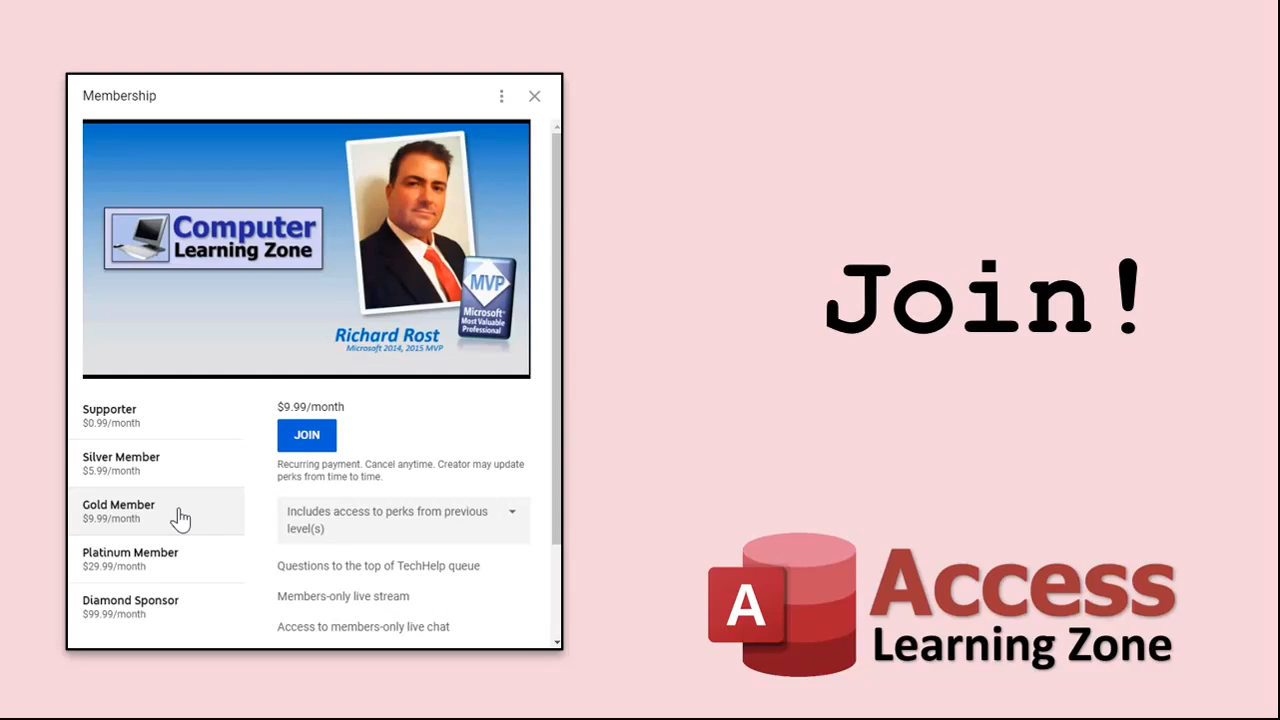 Membership
Computer
Learning Zone
MVP
Microsoft®
Most Valuable
Professional
Richard Rost
Microsoft 2014, 2015 MVP
Supporter
$0.99/month
Silver Member
$5.99/month
Gold Member
$9.99/month
Platinum Member
$29.99/month
Diamond Sponsor
$99.99/month
$9.99/month
JOIN
Recurring payment. Cancel anytime. Creator may update
perks from time to time.
Includes access to perks from previous
level(s)
Questions to the top of TechHelp queue
Members-only live stream
Access to members-only live chat
Join!
A
Access
Learning Zone